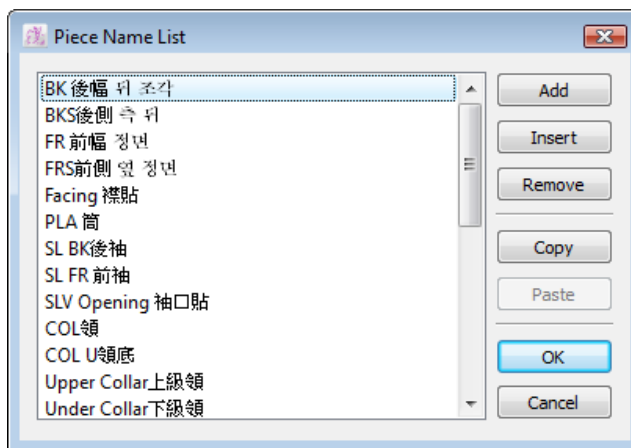 Piece Name List
BK 後幅 뒤 조각
BKS後側 측 뒤
FR 前幅 정면
FRS前側 옆 정면
Facing 襟貼
PLA 筒
SL BK後袖
SL FR 前袖
SLV Opening 袖口貼
COL領
COL U領底
Upper Collar上級領
Under Collar下級領
Add
Insert
Remove
Copy
Paste
OK
Cancel